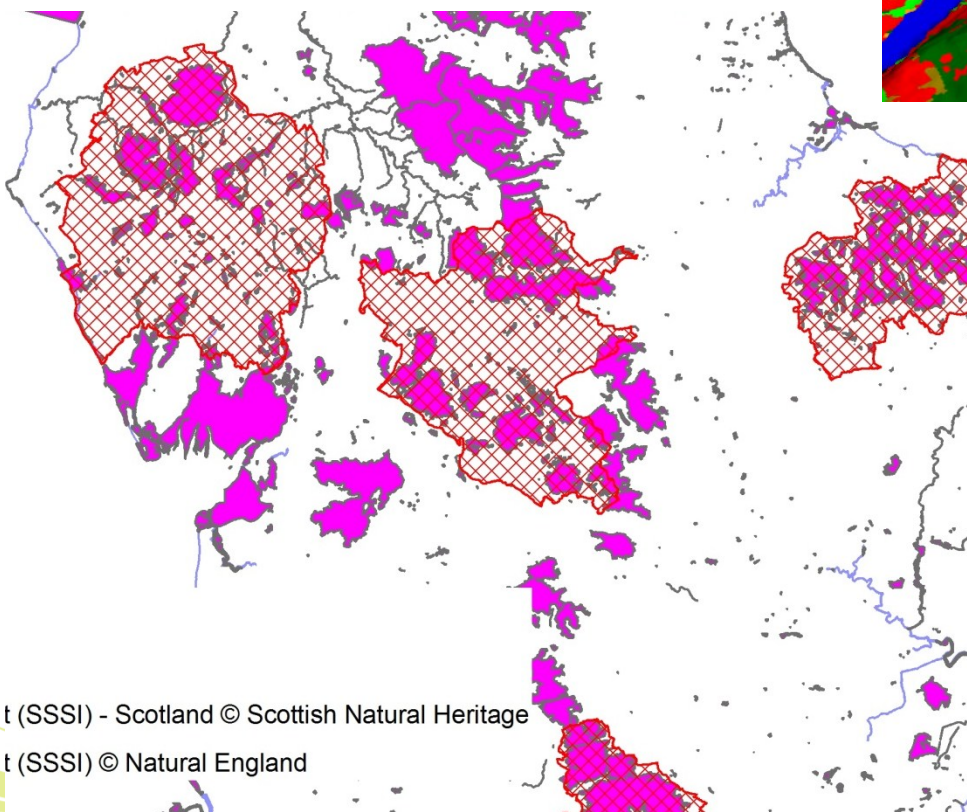 t (SSSI) - Scotland © Scottish Natural Heritage
t (SSSI) © Natural England